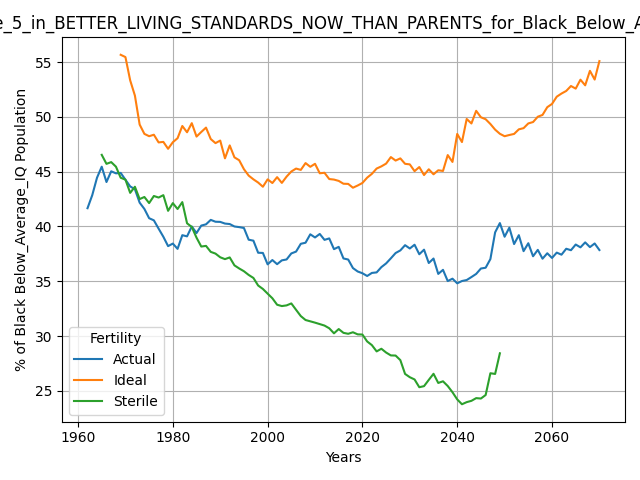 e_5_in_BETTER_LIVING_STANDARDS_NOW_THAN_PARENTS_for_Black_Below_A
% of Black Below_Average_IQ Population
55
50
45
40
35
30
25
Fertility
Actual
Ideal
Sterile
1960
1980
2000
2020
2040
2060
Years